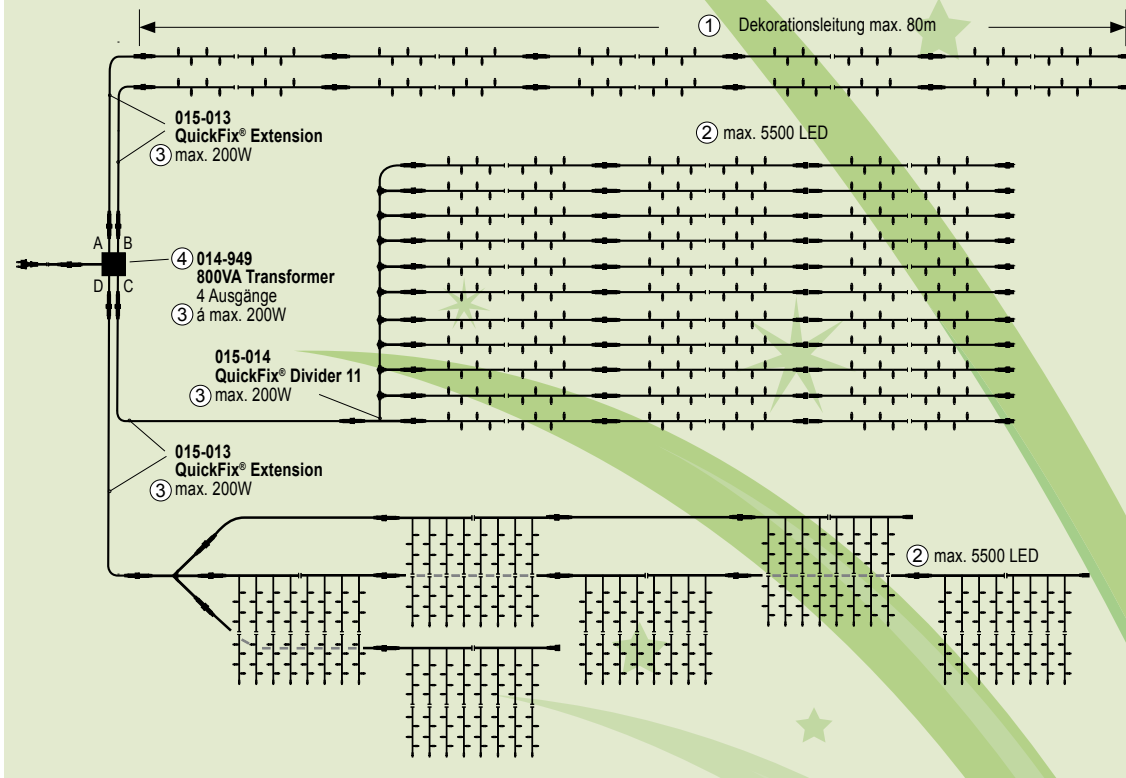 ① Dekorationsleitung max. 80m
015-013
QuickFix® Extension
③ max. 200W
② max. 5500 LED
A B
④ 014-949
800VA Transformer
D C
4 Ausgänge
③ á max. 200W
015-014
QuickFix® Divider 11
③ max. 200W
015-013
QuickFix® Extension
③ max. 200W
② max. 5500 LED